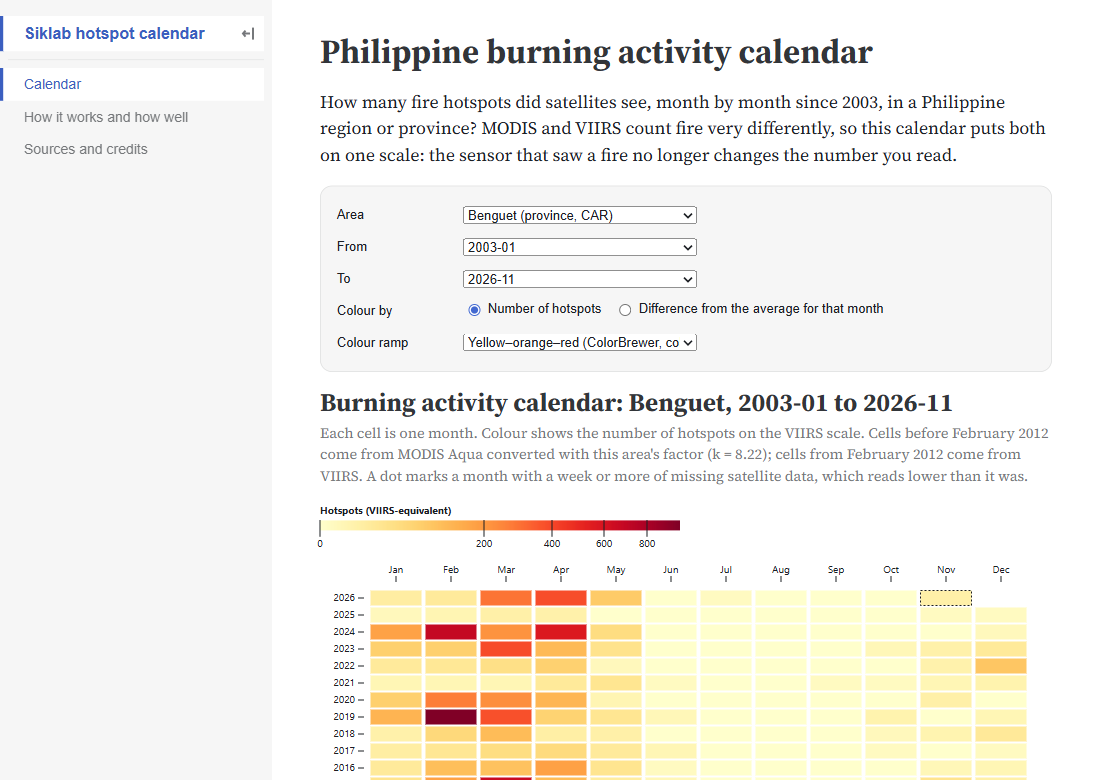 Siklab hotspot calendar
Calendar
How it works and how well
Sources and credits
Philippine burning activity calendar
How many fire hotspots did satellites see, month by month since 2003, in a Philippine
region or province? MODIS and VIIRS count fire very differently, so this calendar puts both
on one scale: the sensor that saw a fire no longer changes the number you read.
Area
Benguet (province, CAR)
From
2003-01
To
2026-11
Colour by
Number of hotspots
Difference from the average for that month
Colour ramp
Yellow–orange–red (ColorBrewer, co
Burning activity calendar: Benguet, 2003-01 to 2026-11
Each cell is one month. Colour shows the number of hotspots on the VIIRS scale. Cells before February 2012
come from MODIS Aqua converted with this area's factor (k = 8.22); cells from February 2012 come from
VIIRS. A dot marks a month with a week or more of missing satellite data, which reads lower than it was.
Hotspots (VIIRS-equivalent)
0 200 400 600 800
Jan Feb Mar Apr May Jun Jul Aug Sep Oct Nov Dec
2026
2025
2024
2023
2022
2021
2020
2019
2018
2017
2016